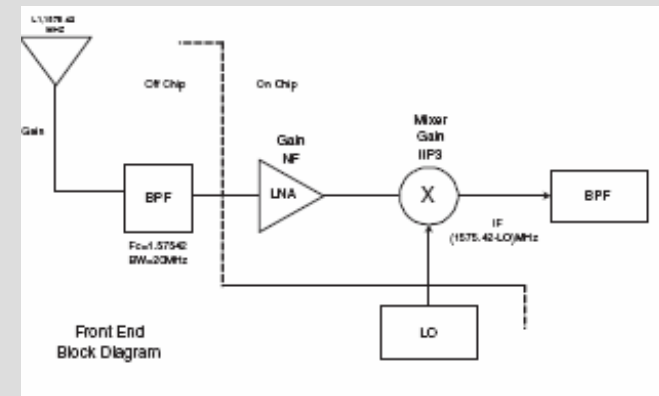 L1,1575.42
MHZ
Off Chip
On Chip
Gain
Gain
NF
Mixer
Gain
IIP3
BPF
LNA
X
BPF
Fc=1.57542
BW=20MHz
IF
(1575.42-LO)MHz
LO
Front End
Block Diagram